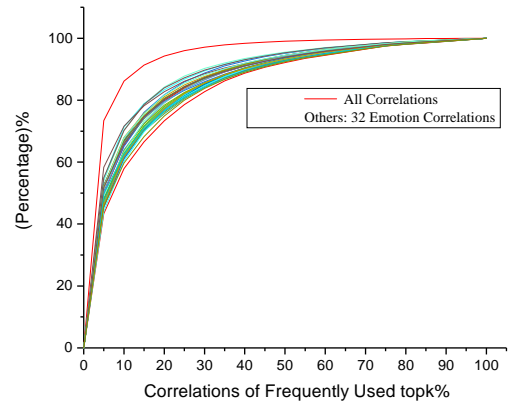 100
80
60
40
20
0
(Percentage)%
All Correlations
Others: 32 Emotion Correlations
0 10 20 30 40 50 60 70 80 90 100
Correlations of Frequently Used topk%